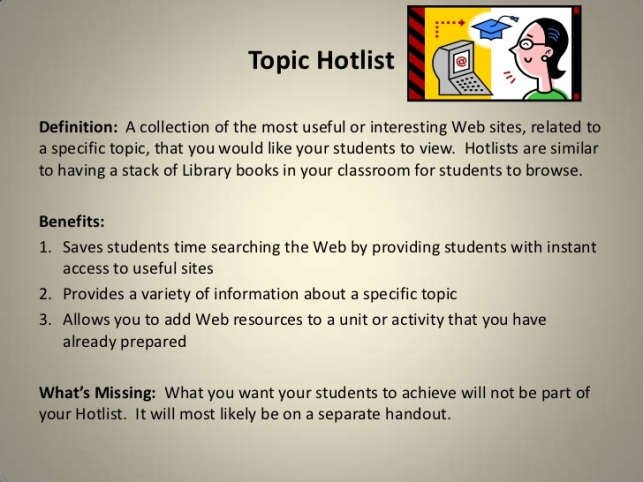 Topic Hotlist
@
Definition:  A collection of the most useful or interesting Web sites, related to
a specific topic, that you would like your students to view.  Hotlists are similar
to having a stack of Library books in your classroom for students to browse.
Benefits:
1. Saves students time searching the Web by providing students with instant
access to useful sites
2. Provides a variety of information about a specific topic
3. Allows you to add Web resources to a unit or activity that you have
already prepared
What’s Missing:  What you want your students to achieve will not be part of
your Hotlist.  It will most likely be on a separate handout.